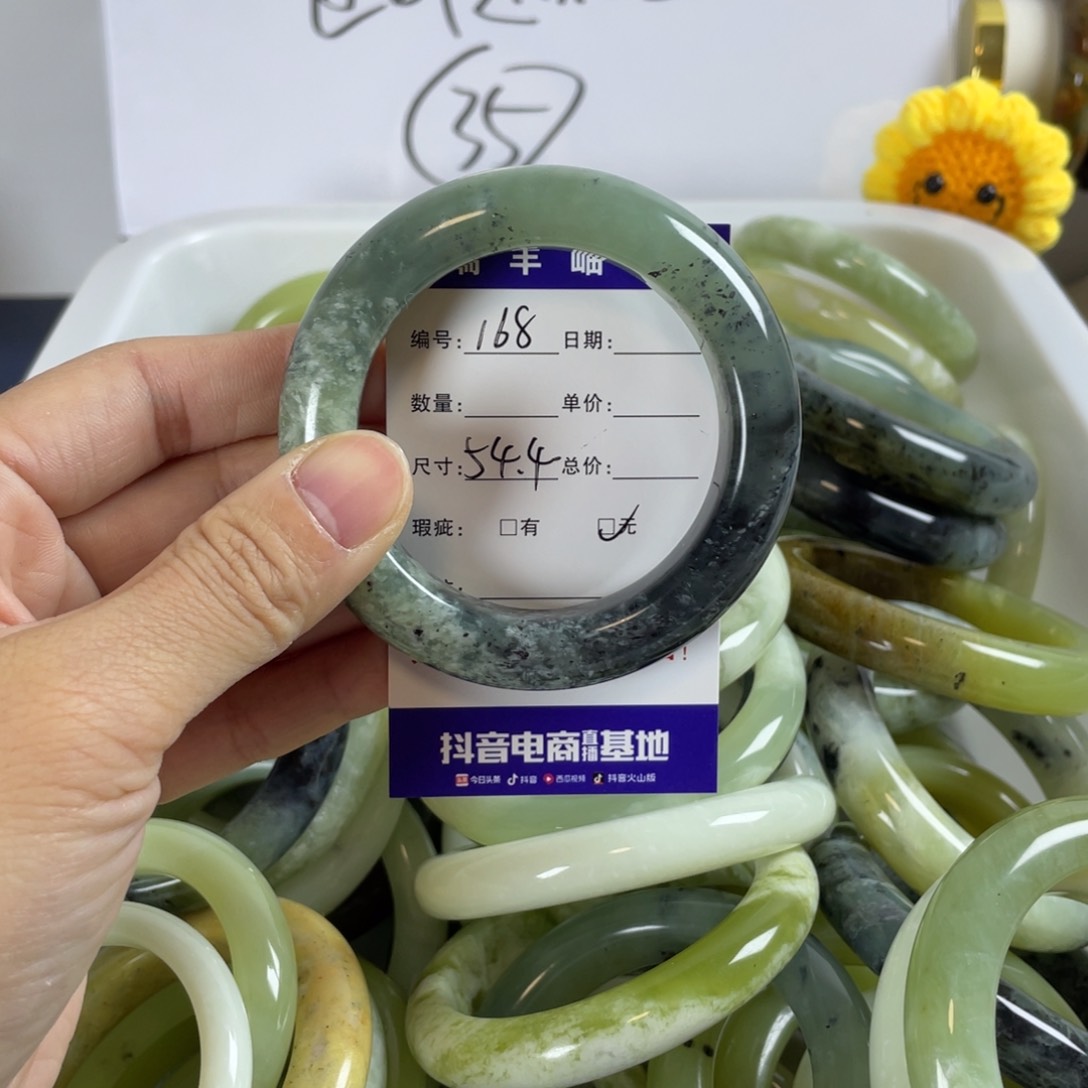 35
编号: 168 日期:
数量: 单价:
尺寸: 54.4 总价:
瑕疵: □有 ☑无
抖音电商直播基地
今日头条 抖音 西瓜视频 抖音火山版